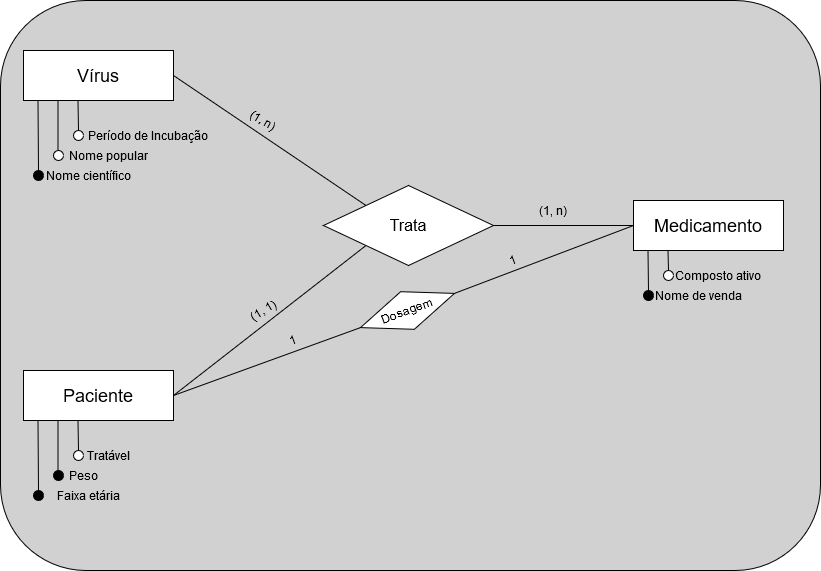 Vírus
Período de Incubação
Nome popular
Nome científico
(1, n)
Trata
(1, n)
Medicamento
Composto ativo
Nome de venda
(1, 1)
1
Dosagem
1
Paciente
Tratável
Peso
Faixa etária